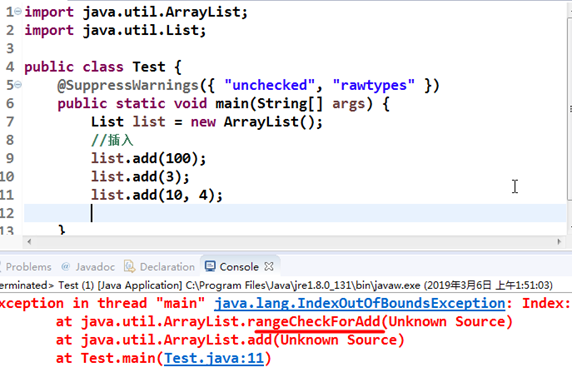 1 import java.util.ArrayList;
2 import java.util.List;
3
4 public class Test {
5 @SuppressWarnings({ "unchecked", "rawtypes" })
6 public static void main(String[] args) {
7 List list = new ArrayList();
8 //插入
9 list.add(100);
10 list.add(3);
11 list.add(10, 4);
12
}
Problems @ Javadoc Declaration Console
terminated> Test (1) [Java Application] C:\Program Files\Java\jre1.8.0_131\bin\javaw.exe (2019年3月6日 上午1:51:03)
xception in thread "main" java.lang.IndexOutOfBoundsException: Index:
at java.util.ArrayList.rangeCheckForAdd(Unknown Source)
at java.util.ArrayList.add(Unknown Source)
at Test.main(Test.java:11)